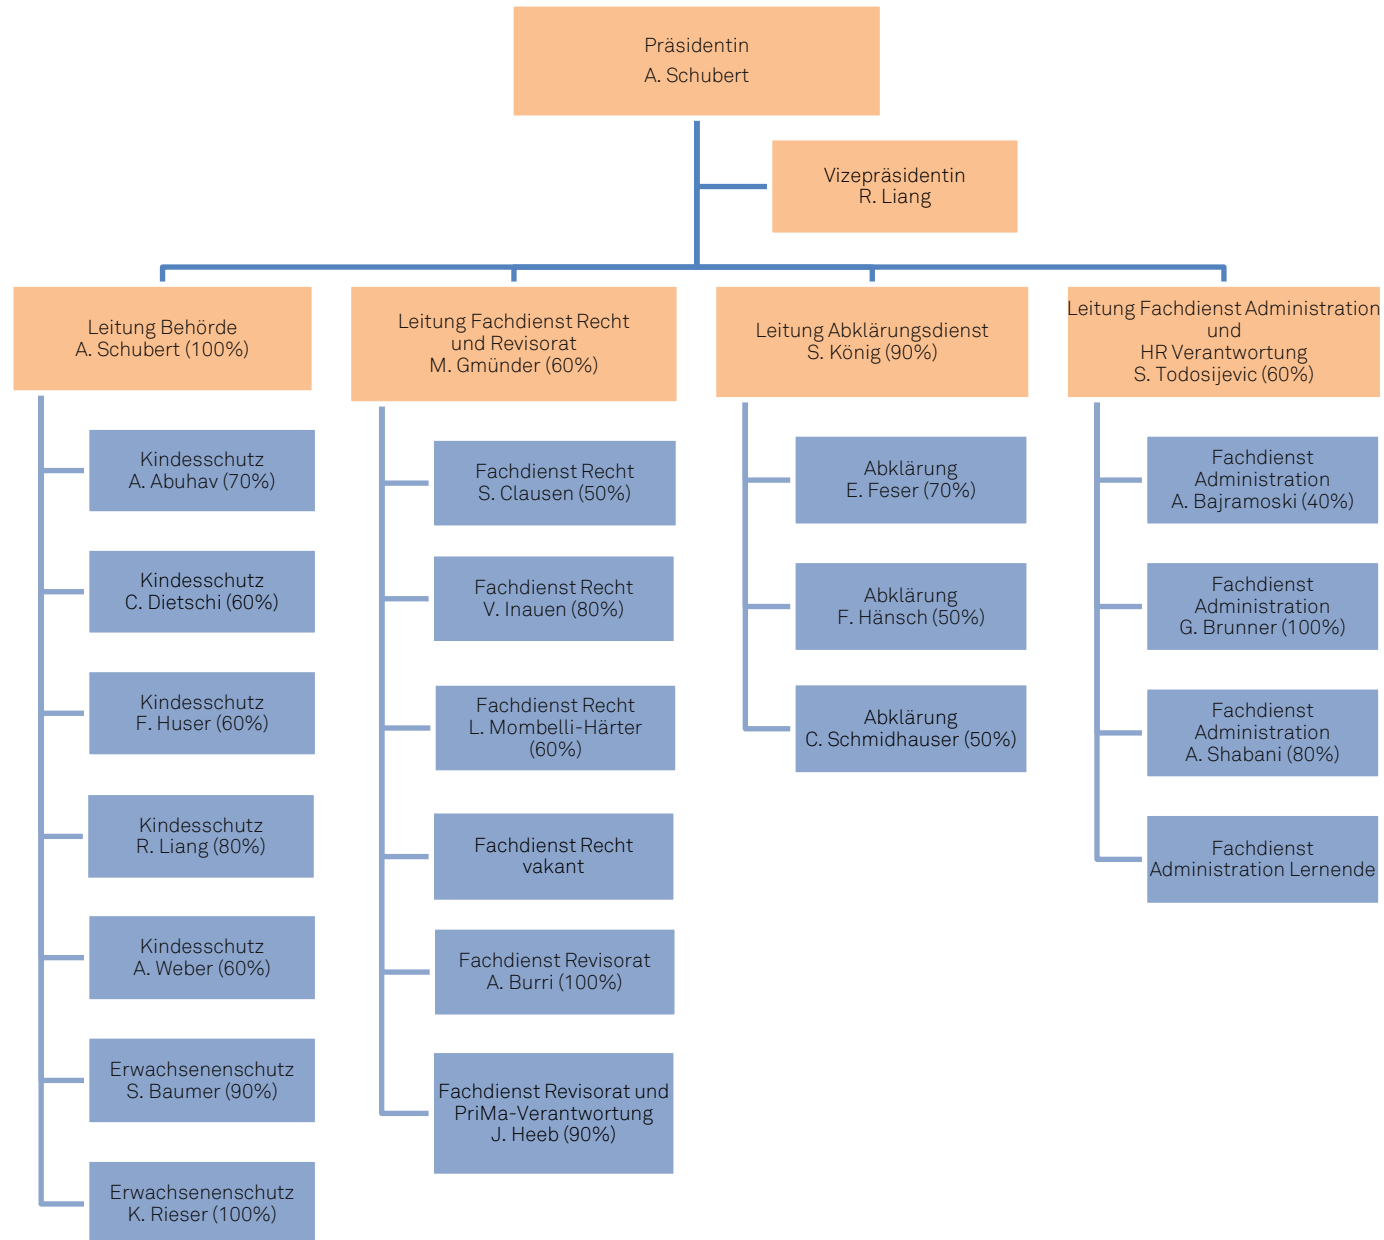 Präsidentin
A. Schubert
Vizepräsidentin
R. Liang
Leitung Behörde
A. Schubert (100%)
Kindesschutz
A. Abuhav (70%)
Kindesschutz
C. Dietschi (60%)
Kindesschutz
F. Huser (60%)
Kindesschutz
R. Liang (80%)
Kindesschutz
A. Weber (60%)
Erwachsenenschutz
S. Baumer (90%)
Erwachsenenschutz
K. Rieser (100%)
Leitung Fachdienst Recht
und Revisorat
M. Gmünder (60%)
Fachdienst Recht
S. Clausen (50%)
Fachdienst Recht
V. Inauen (80%)
Fachdienst Recht
L. Mombelli-Härter
(60%)
Fachdienst Recht
vakant
Fachdienst Revisorat
A. Burri (100%)
Fachdienst Revisorat und
PriMa-Verantwortung
J. Heeb (90%)
Leitung Abklärungsdienst
S. König (90%)
Abklärung
E. Feser (70%)
Abklärung
F. Hänsch (50%)
Abklärung
C. Schmidhauser (50%)
Leitung Fachdienst Administration
und
HR Verantwortung
S. Todosijevic (60%)
Fachdienst
Administration
A. Bajramoski (40%)
Fachdienst
Administration
G. Brunner (100%)
Fachdienst
Administration
A. Shabani (80%)
Fachdienst
Administration Lernende